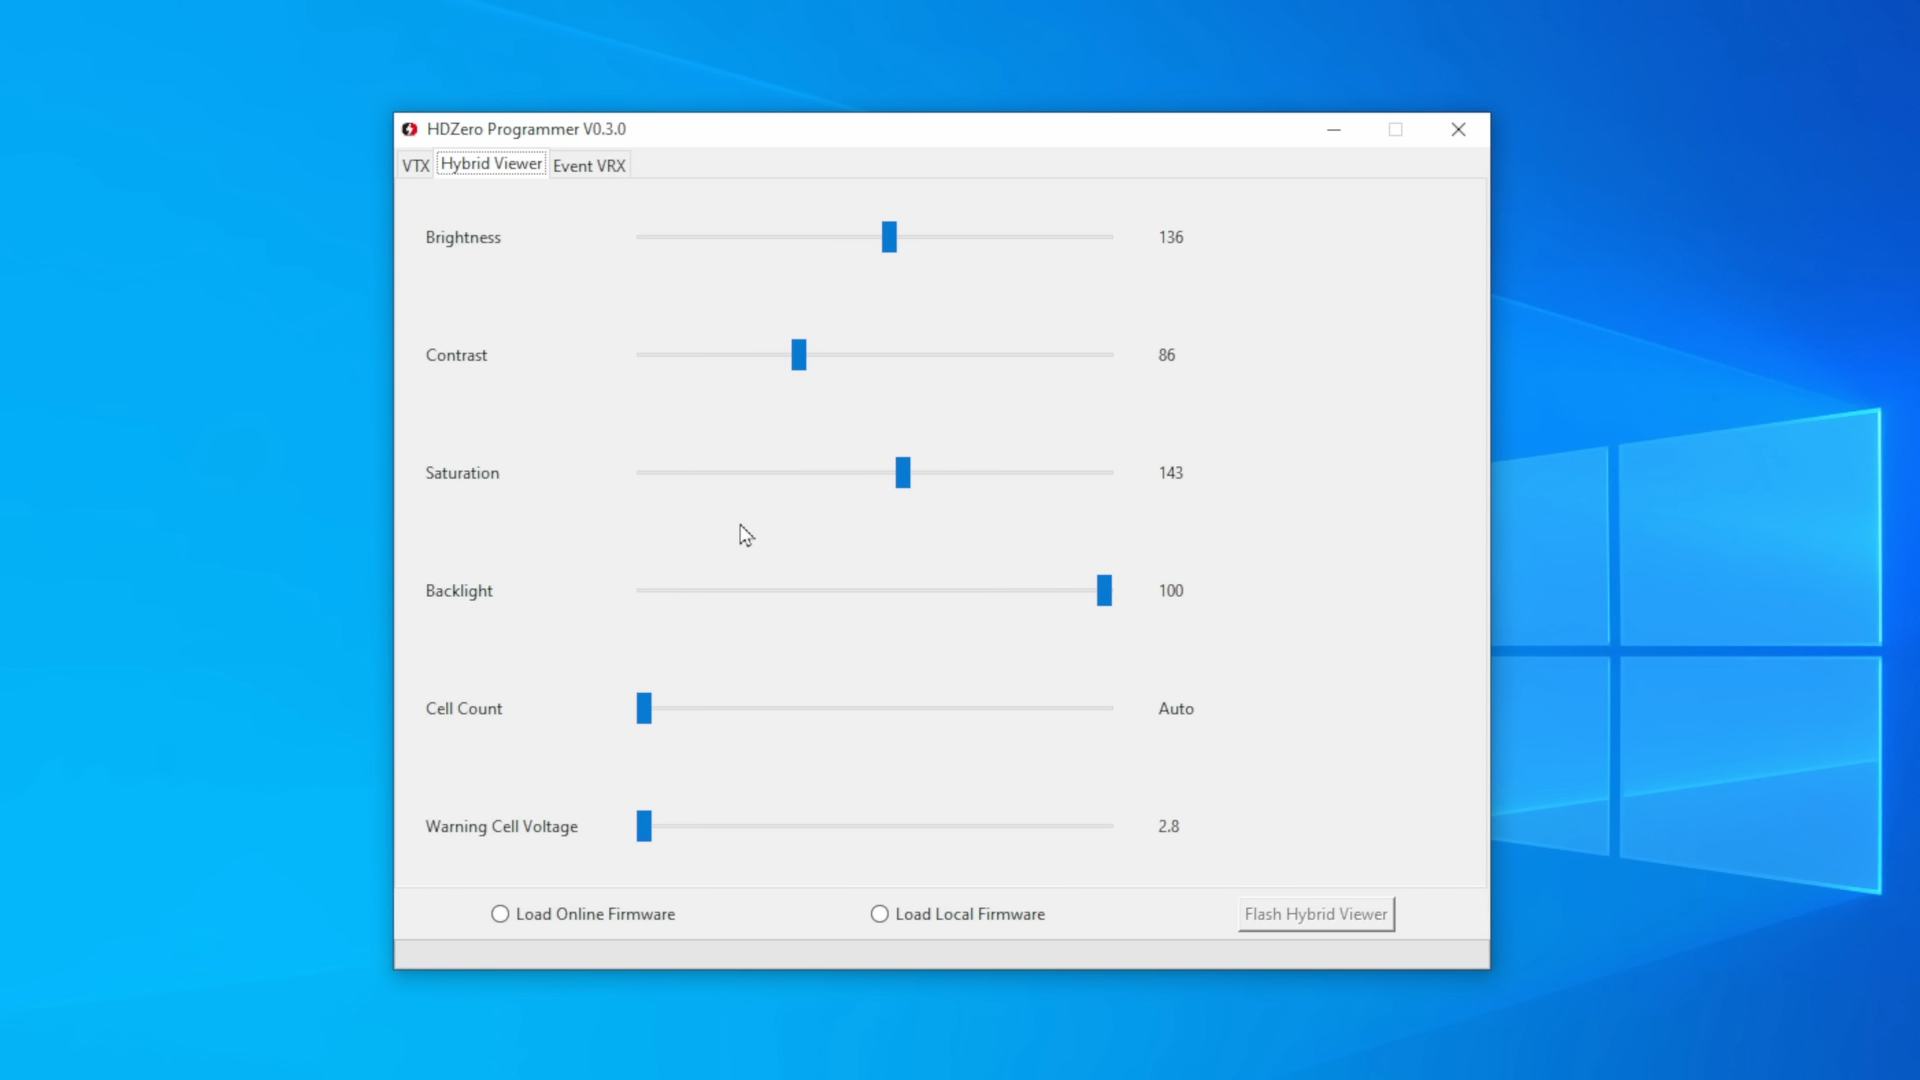 HDZero Programmer V0.3.0
VTX Hybrid Viewer Event VRX
Brightness 136
Contrast 86
Saturation 143
Backlight 100
Cell Count Auto
Warning Cell Voltage 2.8
Load Online Firmware Load Local Firmware Flash Hybrid Viewer